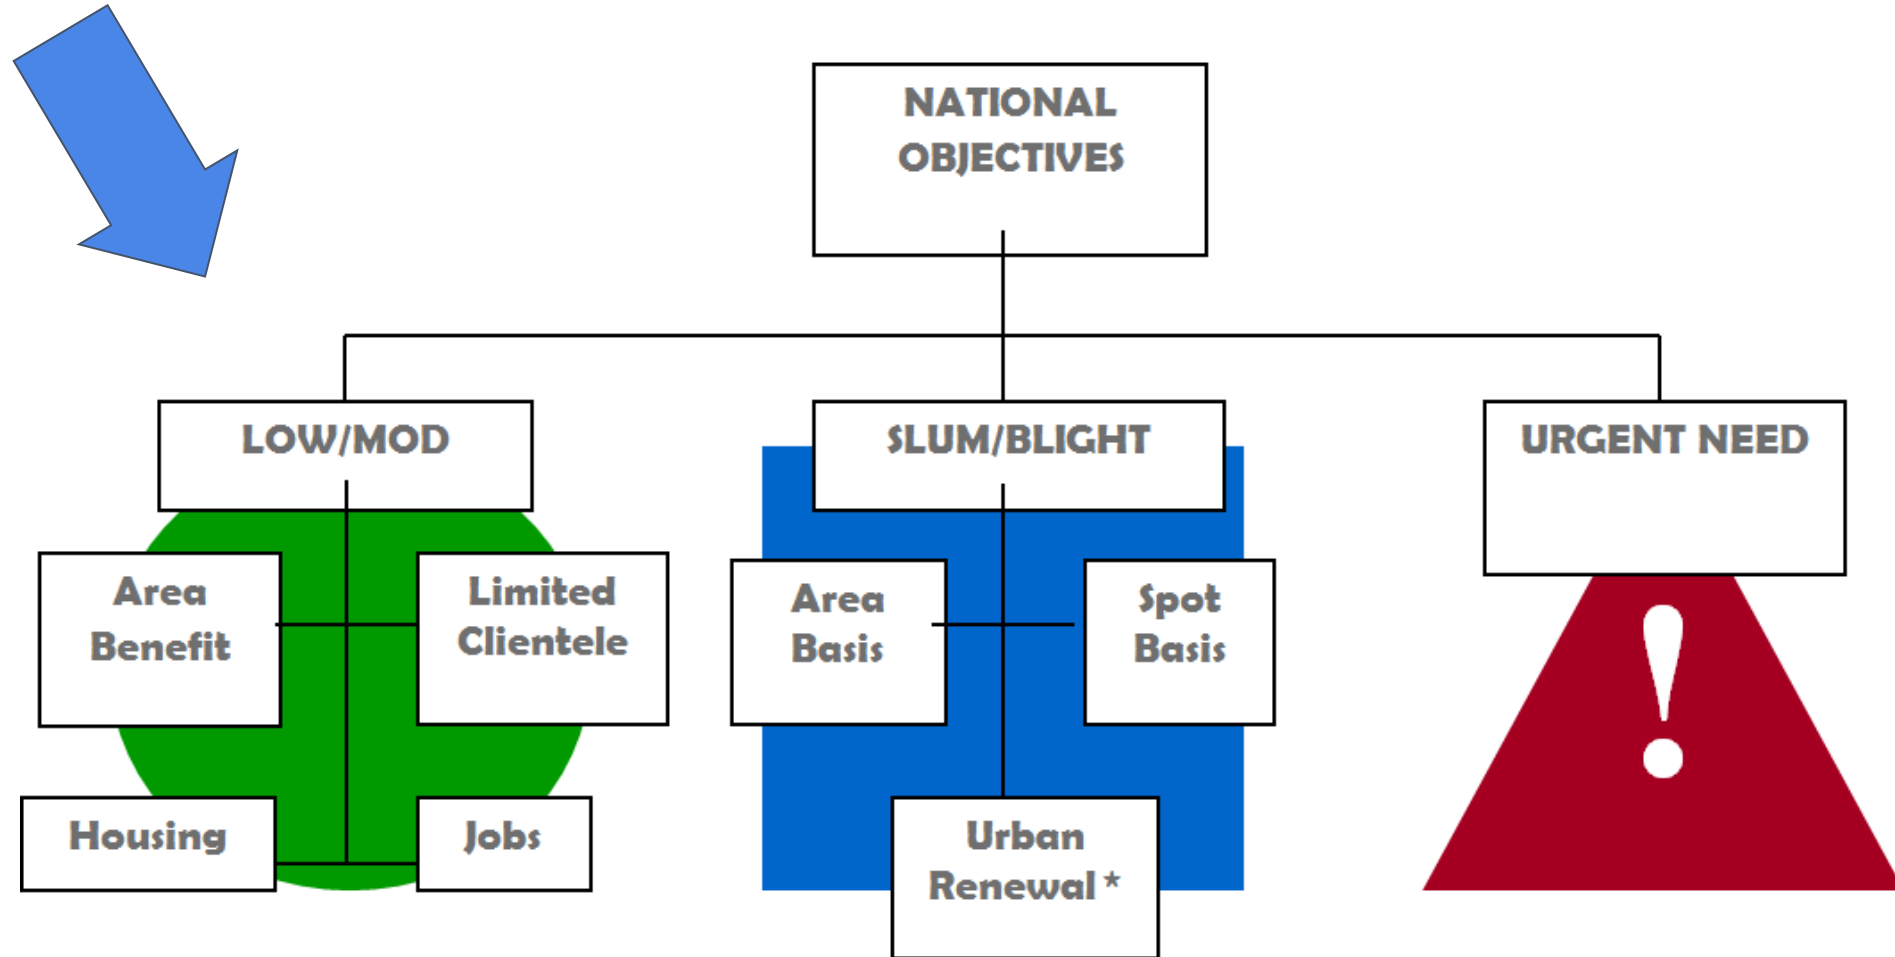 NATIONAL
OBJECTIVES
LOW/MOD
SLUM/BLIGHT
URGENT NEED
Area
Benefit
Limited
Clientele
Area
Basis
Spot
Basis
!
Housing
Jobs
Urban
Renewal*